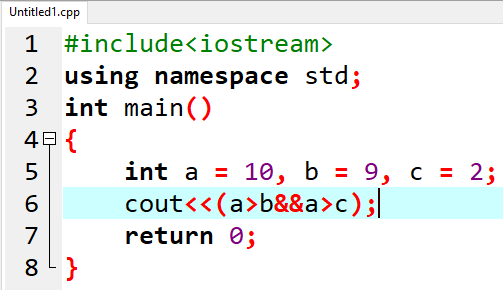 Untitled1.cpp
1 #include<iostream>
2 using namespace std;
3 int main()
4 {
5 int a = 10, b = 9, c = 2;
6 cout<<(a>b&&a>c);
7 return 0;
8 }